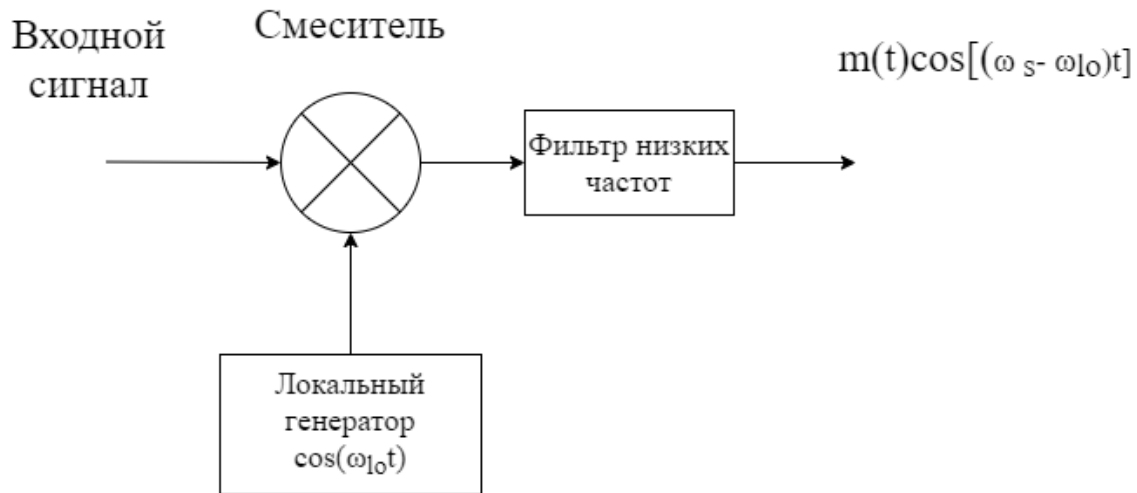 Входной
сигнал
Смеситель
m(t)cos[(ω s- ωlo)t]
Фильтр низких
частот
Локальный
генератор
cos(ωlot)